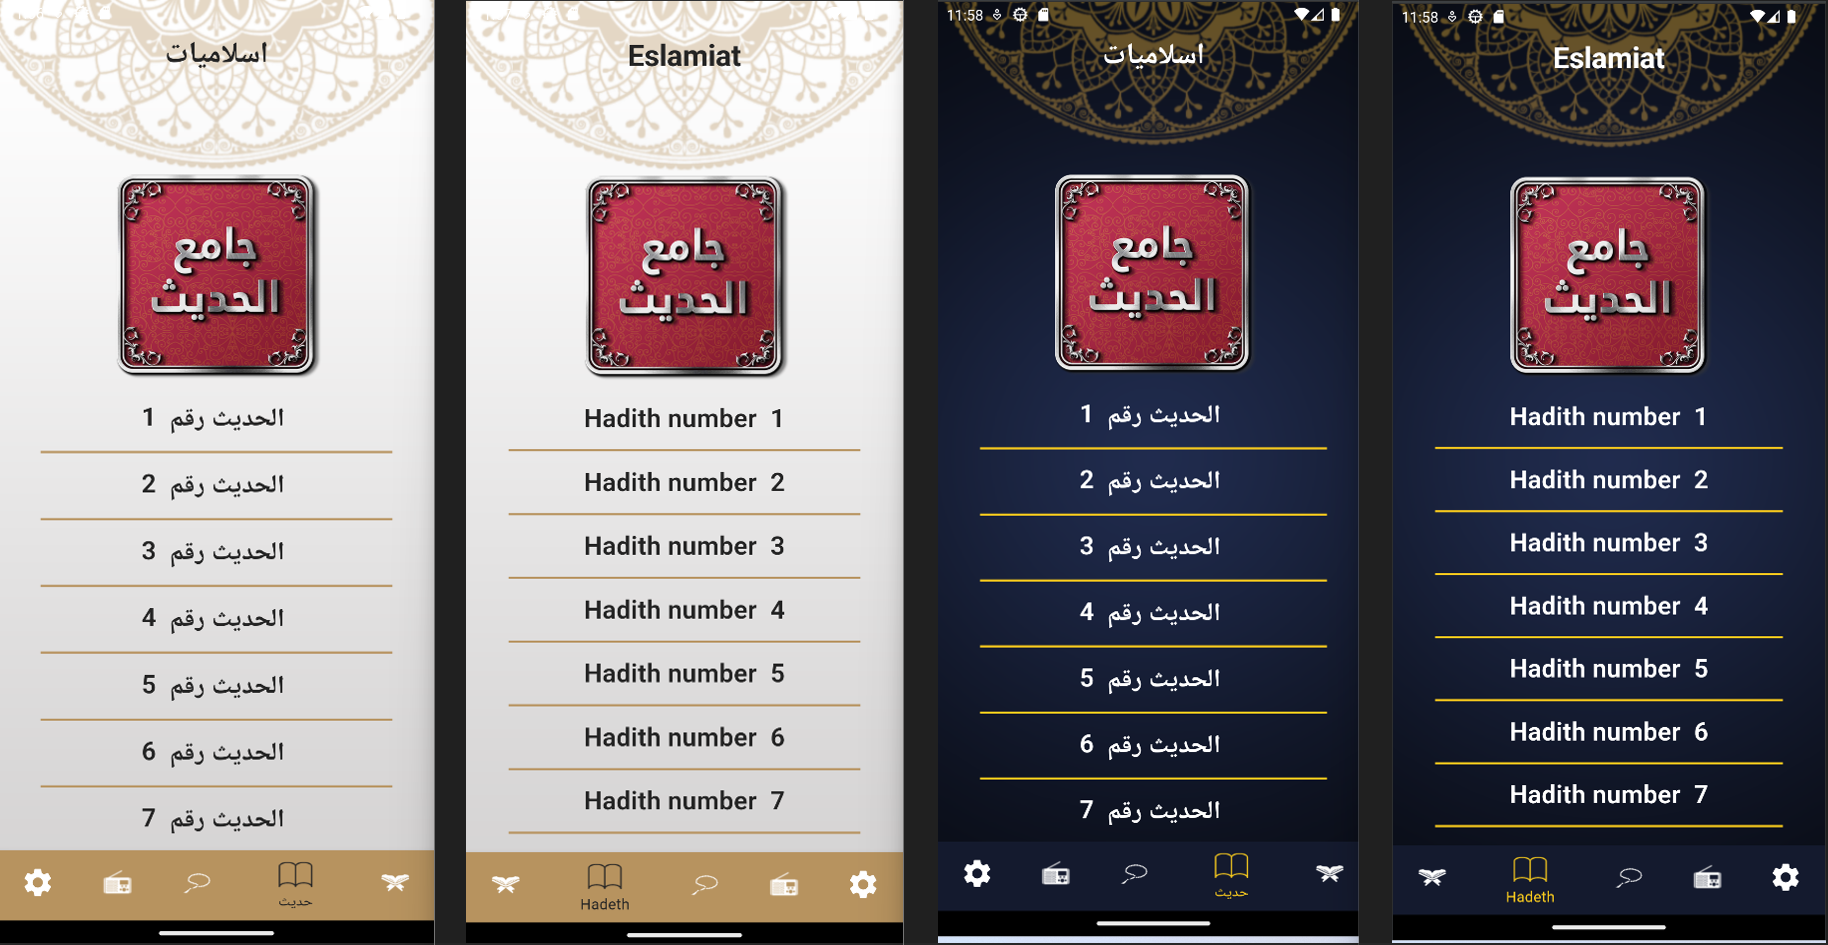 اسلاميات
جامع
الحديث
الحديث رقم 1
الحديث رقم 2
الحديث رقم 3
الحديث رقم 4
الحديث رقم 5
الحديث رقم 6
الحديث رقم 7
حديث
Eslamiat
جامع
الحديث
Hadith number 1
Hadith number 2
Hadith number 3
Hadith number 4
Hadith number 5
Hadith number 6
Hadith number 7
Hadeth
11:58
اسلاميات
جامع
الحديث
الحديث رقم 1
الحديث رقم 2
الحديث رقم 3
الحديث رقم 4
الحديث رقم 5
الحديث رقم 6
الحديث رقم 7
حديث
11:58
Eslamiat
جامع
الحديث
Hadith number 1
Hadith number 2
Hadith number 3
Hadith number 4
Hadith number 5
Hadith number 6
Hadith number 7
Hadeth